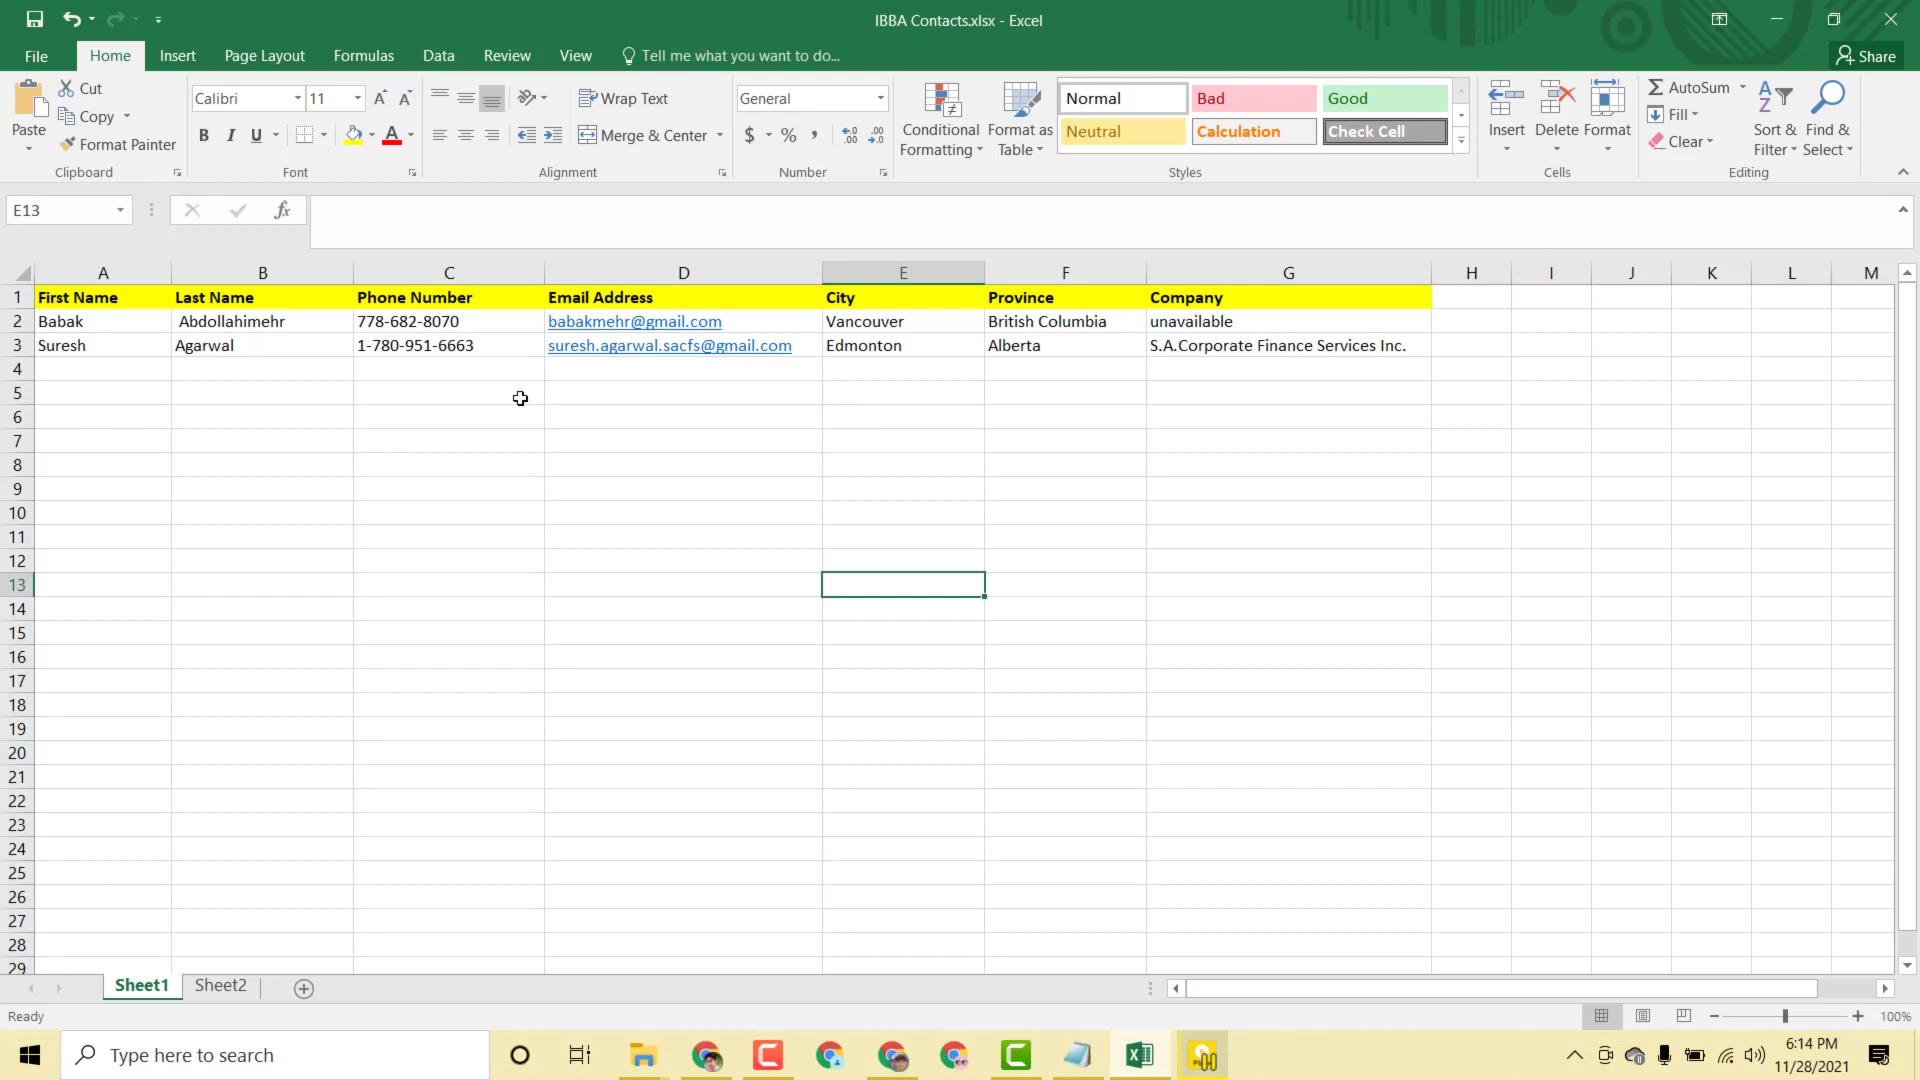 IBBA Contacts.xlsx - Excel
File Home Insert Page Layout Formulas Data Review View Tell me what you want to do... Share
Paste Cut Copy Format Painter
Calibri 11
B I U A
Wrap Text
Merge & Center
General
$ % ,
Conditional Formatting
Format as Table
Normal Bad Good
Neutral Calculation Check Cell
Insert Delete Format
AutoSum
Fill
Clear
Sort & Filter
Find & Select
Clipboard Font Alignment Number Styles Cells Editing
E13 fx
A B C D E F G H I J K L M
1 First Name Last Name Phone Number Email Address City Province Company
2 Babak Abdollahimehr 778-682-8070 babakmehr@gmail.com Vancouver British Columbia unavailable
3 Suresh Agarwal 1-780-951-6663 suresh.agarwal.sacfs@gmail.com Edmonton Alberta S.A.Corporate Finance Services Inc.
4
5
6
7
8
9
10
11
12
13
14
15
16
17
18
19
20
21
22
23
24
25
26
27
28
29
Sheet1 Sheet2
Ready 100%
Type here to search
6:14 PM
11/28/2021